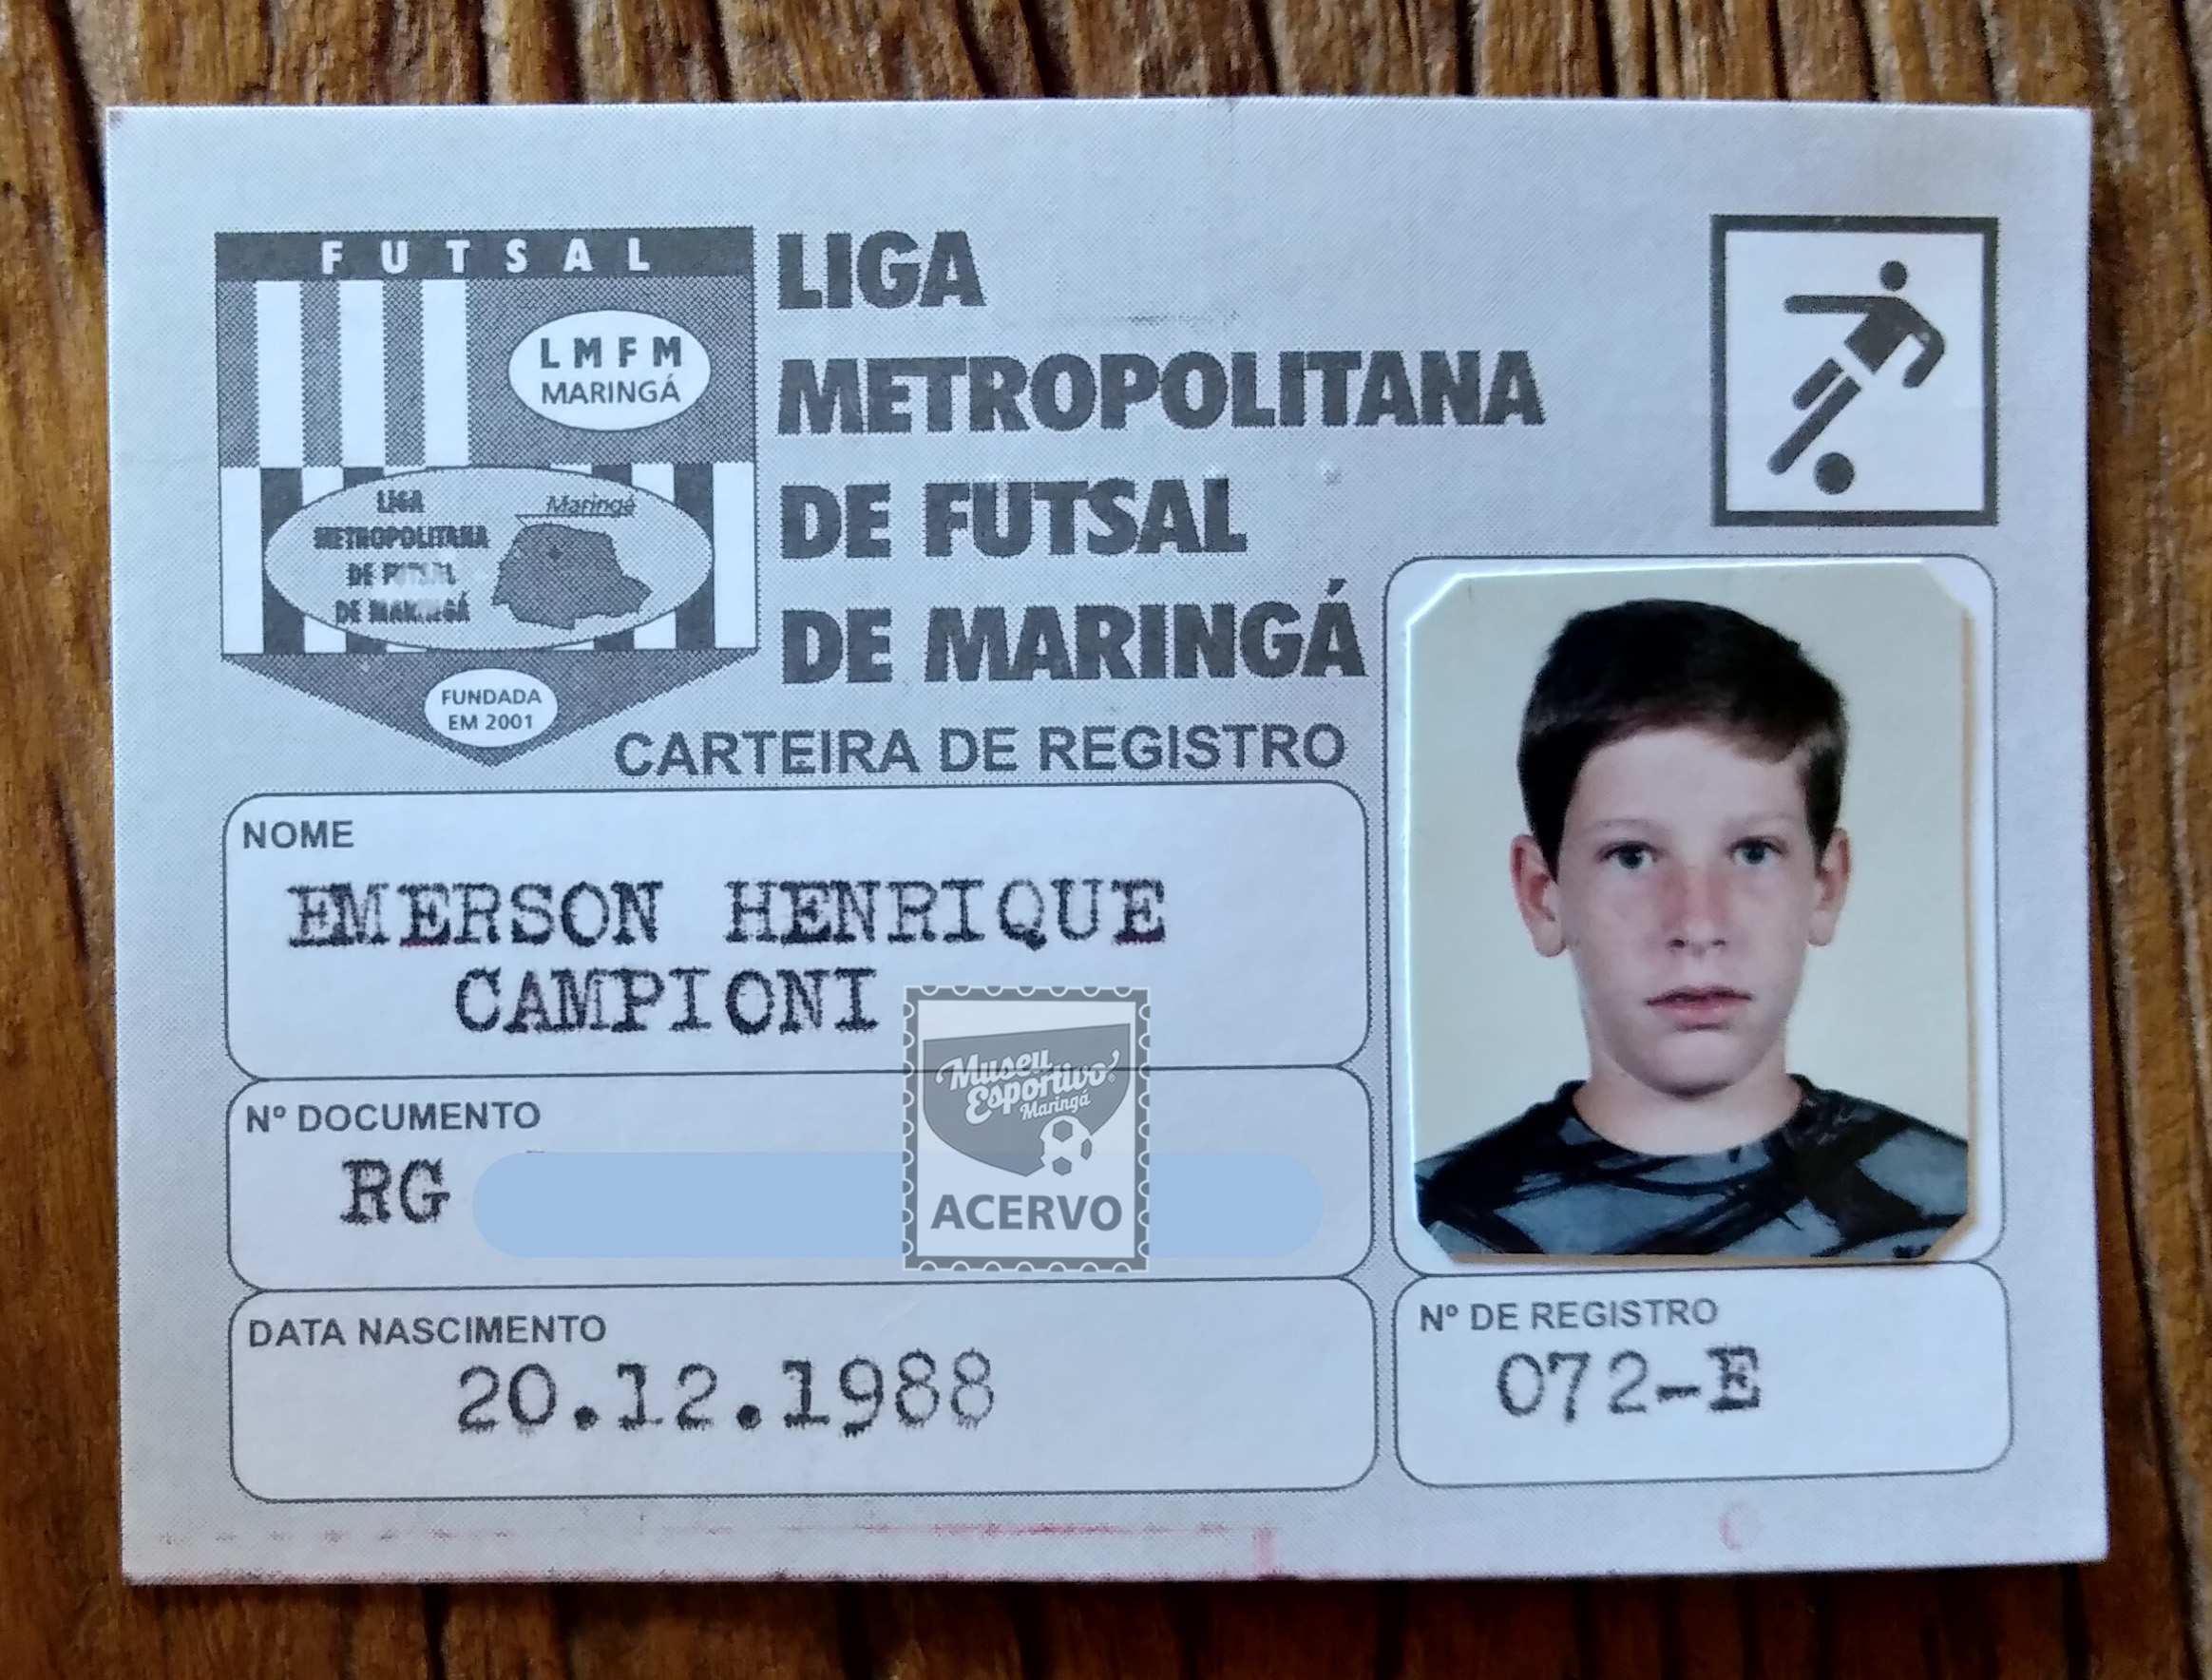 FUTSAL
LMFM
MARINGÁ
LIGA
METROPOLITANA
DE FUTSAL
DE MARINGÁ
Maringá
FUNDADA
EM 2001
LIGA
METROPOLITANA
DE FUTSAL
DE MARINGÁ
CARTEIRA DE REGISTRO
NOME
EMERSON HENRIQUE
CAMPIONI
Nº DOCUMENTO
RG
Museu
Esportivo
Maringá
ACERVO
DATA NASCIMENTO
20.12.1988
Nº DE REGISTRO
072-E